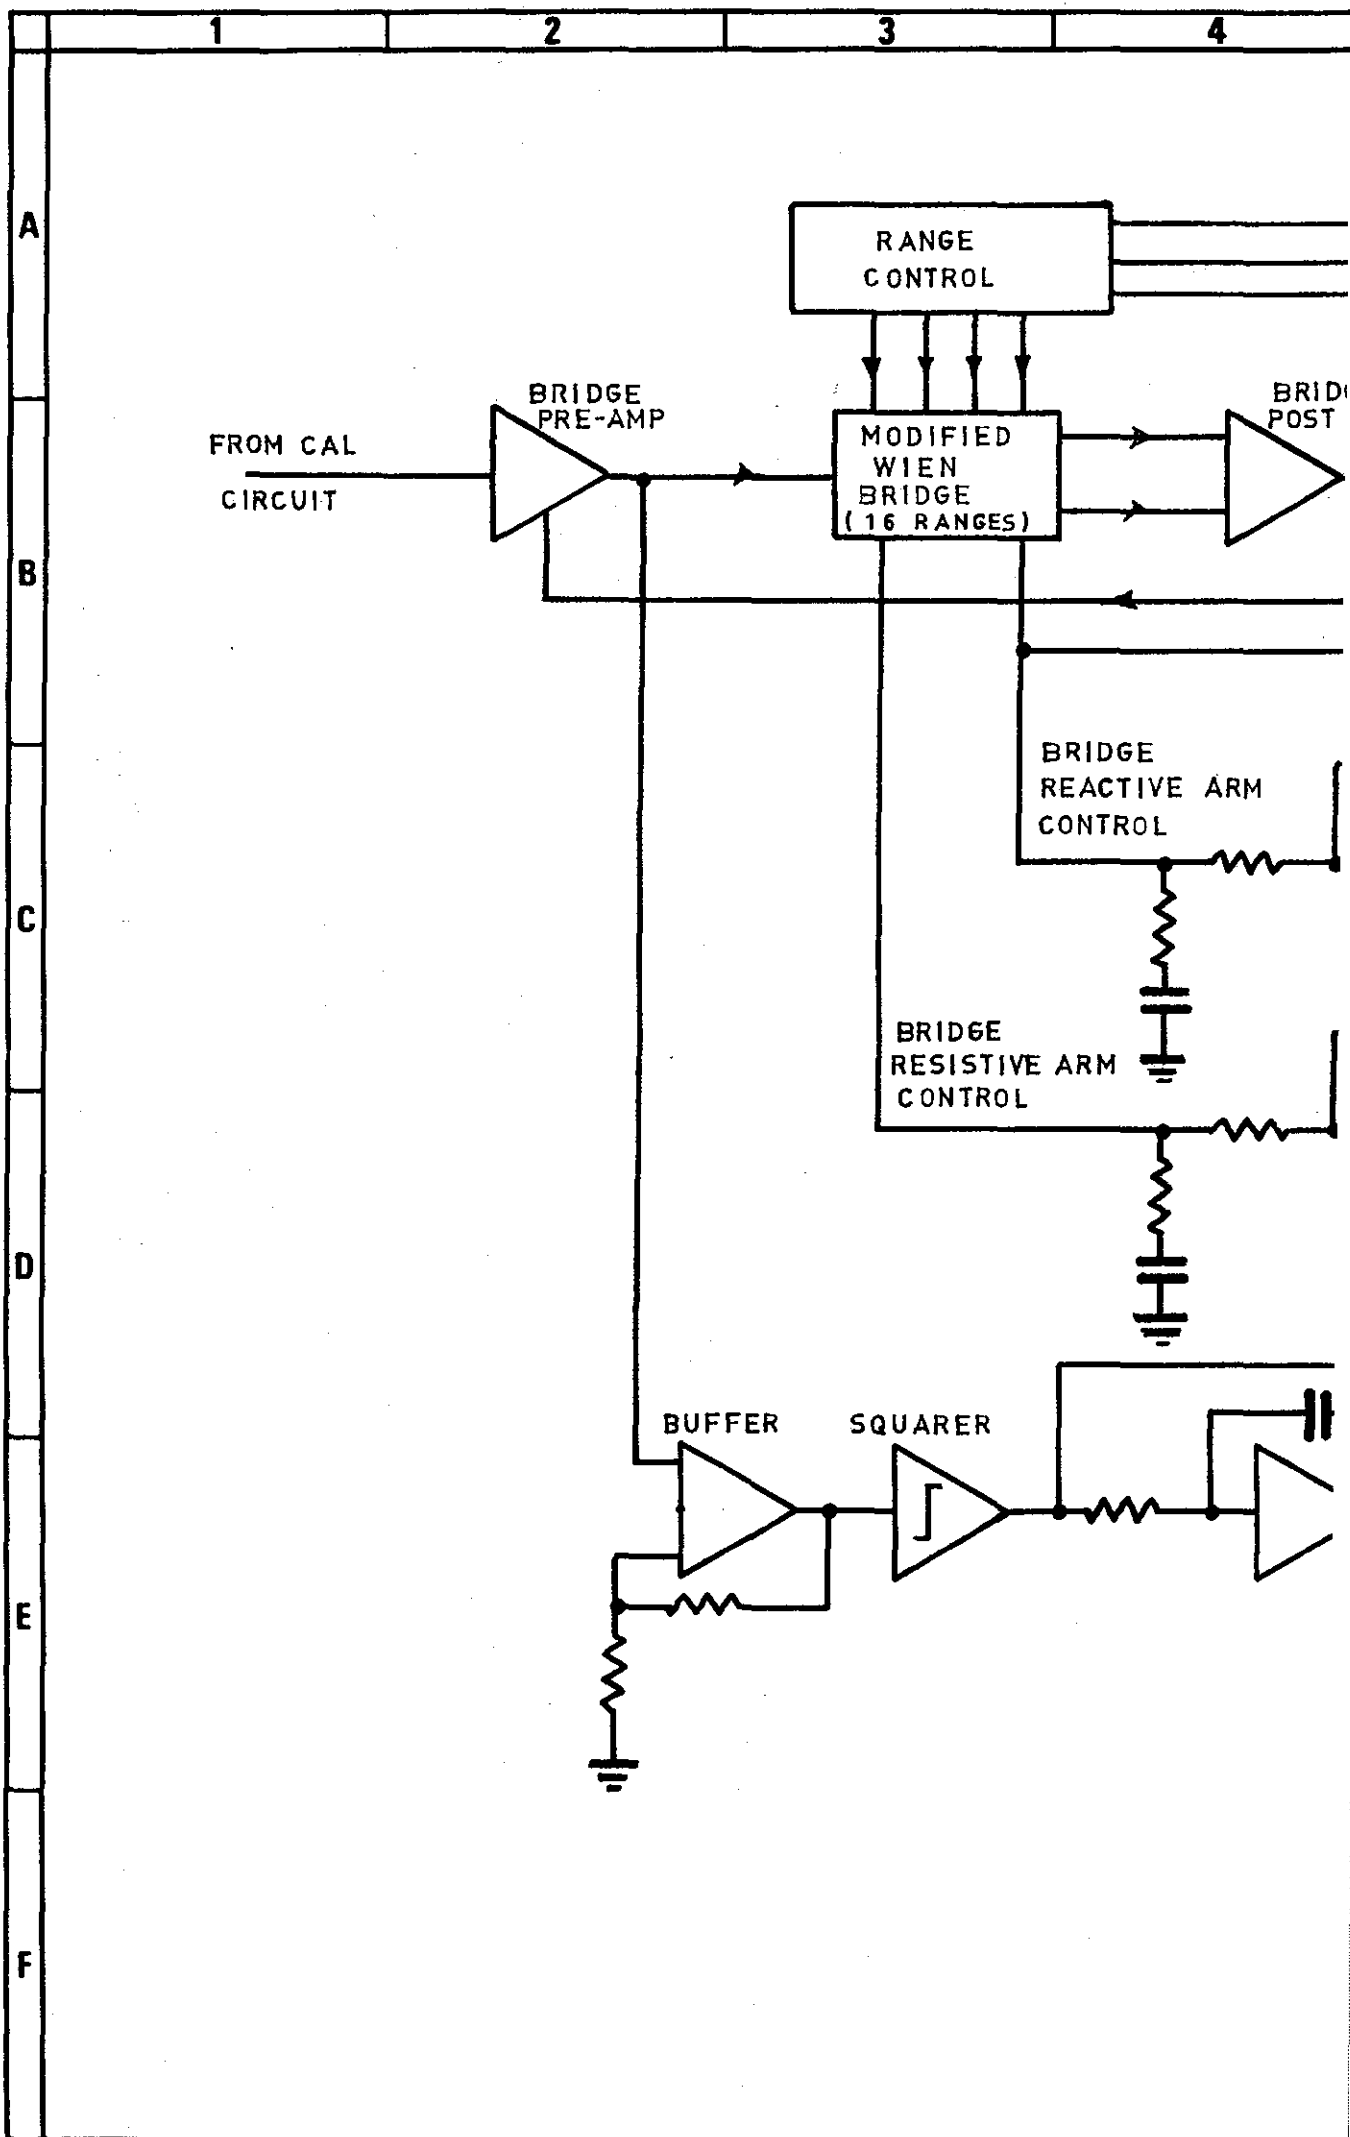 1 2 3 4
A
RANGE
CONTROL
BRIDGE
PRE-AMP
FROM CAL
CIRCUIT
MODIFIED
WIEN
BRIDGE
(16 RANGES)
BRIDG
POST
B
BRIDGE
REACTIVE ARM
CONTROL
C
BRIDGE
RESISTIVE ARM
CONTROL
D
BUFFER
SQUARER
E
F